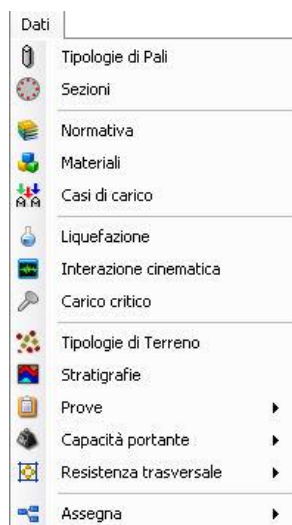 Dati
Tipologie di Pali
Sezioni
Normativa
Materiali
Casi di carico
Liquefazione
Interazione cinematica
Carico critico
Tipologie di Terreno
Stratigrafie
Prove
Capacità portante
Resistenza trasversale
Assegna